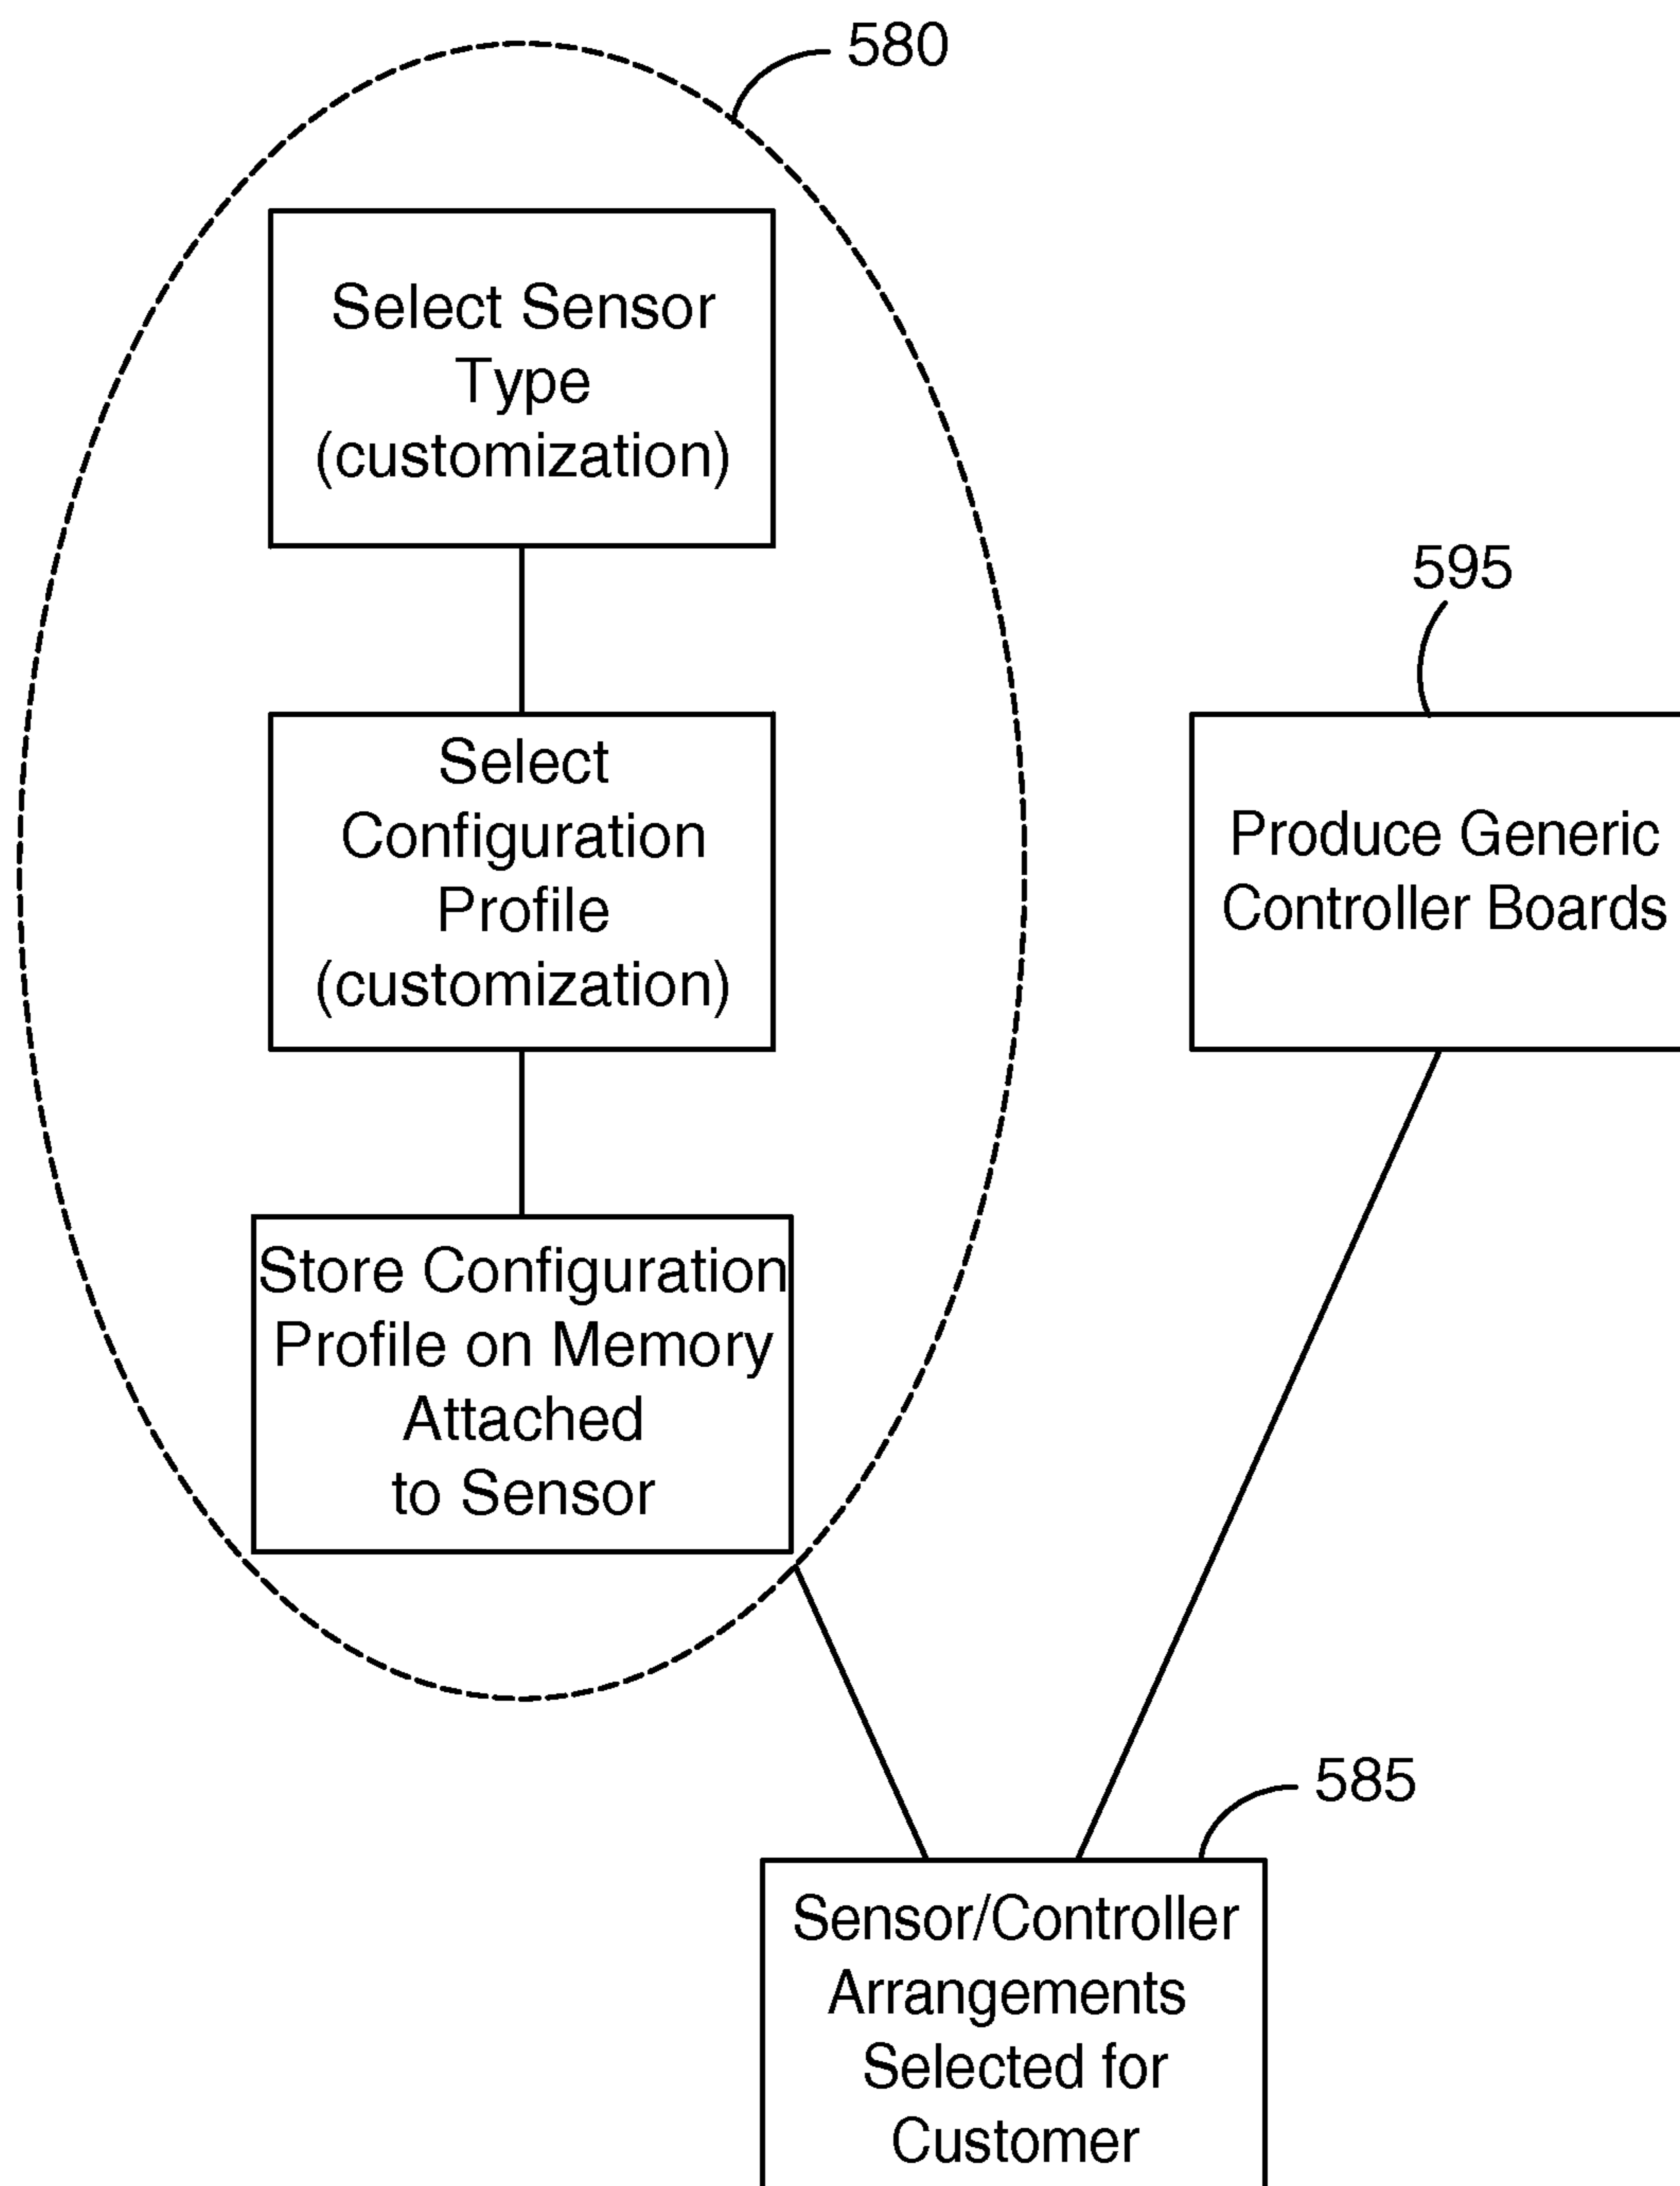 580
Select Sensor
Type
(customization)
595
Select
Configuration
Profile
(customization)
Produce Generic
Controller Boards
Store Configuration
Profile on Memory
Attached
to Sensor
585
Sensor/Controller
Arrangements
Selected for
Customer